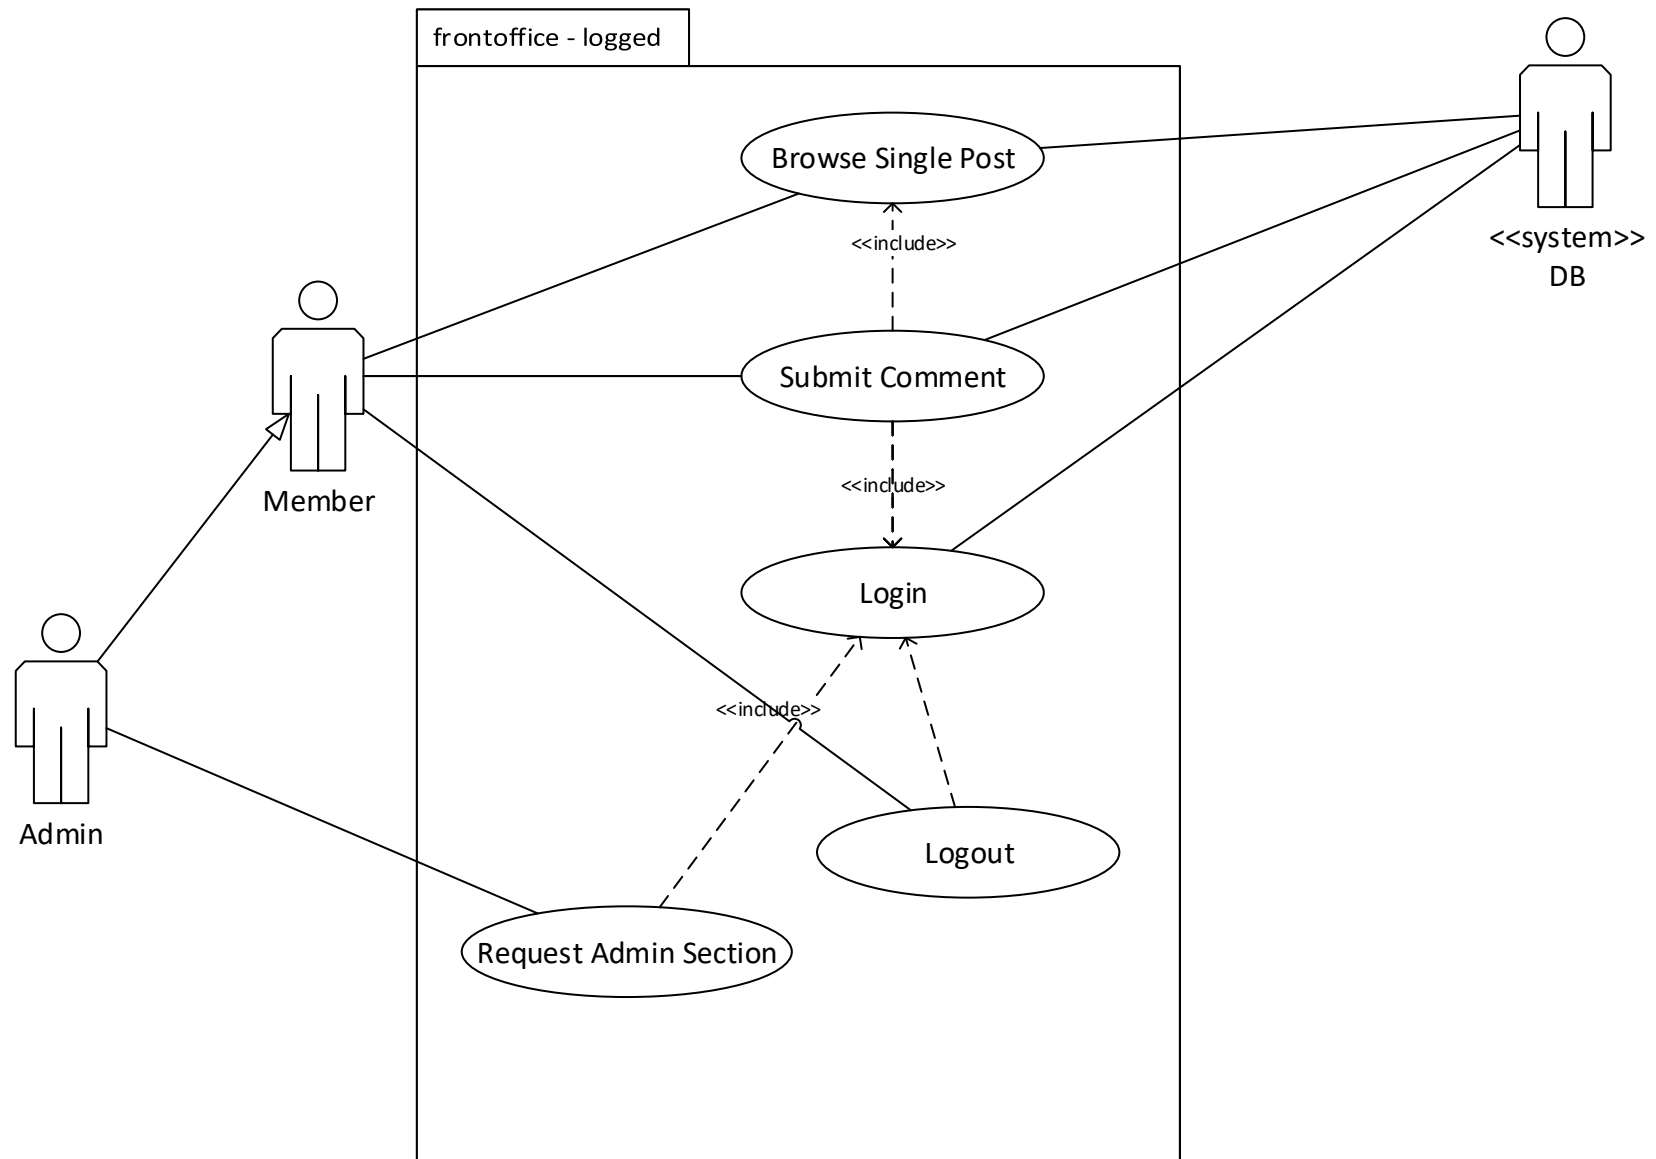 frontoffice - logged
Browse Single Post
<<include>>
<<system>>
DB
Submit Comment
Member
<<include>>
Login
<<include>>
Admin
Logout
Request Admin Section